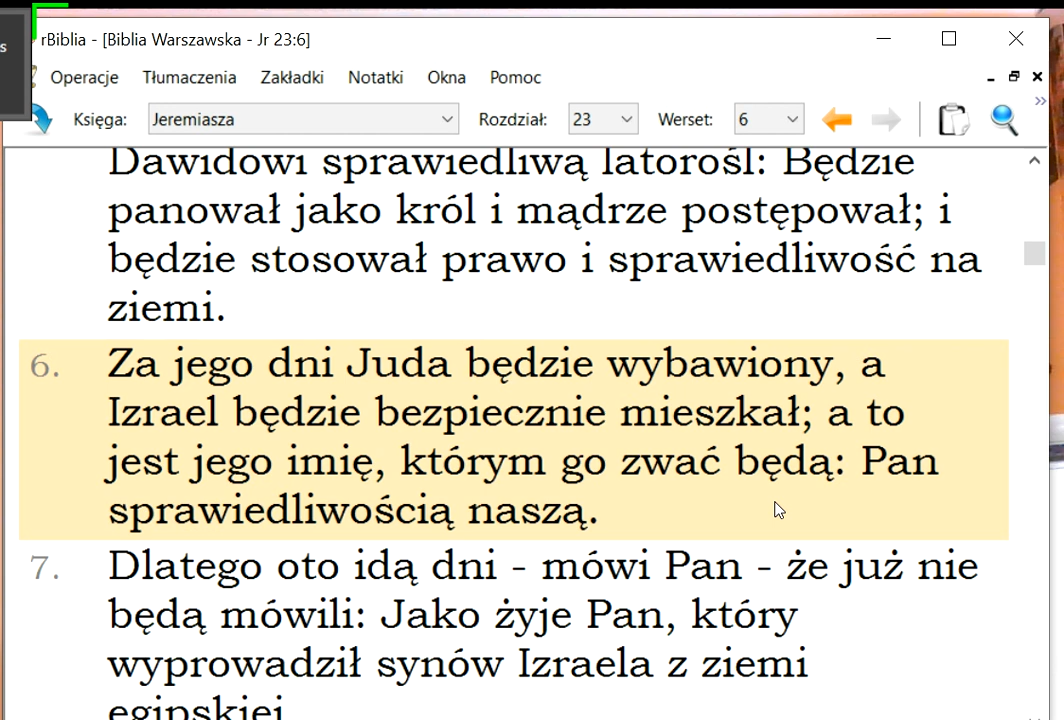 s
rBiblia - [Biblia Warszawska - Jr 23:6]
Operacje Tłumaczenia Zakładki Notatki Okna Pomoc
Księga: Jeremiasza Rozdział: 23 Werset: 6
Dawidowi sprawiedliwą latorośl: Będzie
panował jako król i mądrze postępował; i
będzie stosował prawo i sprawiedliwość na
ziemi.
6. Za jego dni Juda będzie wybawiony, a
Izrael będzie bezpiecznie mieszkał; a to
jest jego imię, którym go zwać będą: Pan
sprawiedliwością naszą.
7. Dlatego oto idą dni - mówi Pan - że już nie
będą mówili: Jako żyje Pan, który
wyprowadził synów Izraela z ziemi
egipskiej